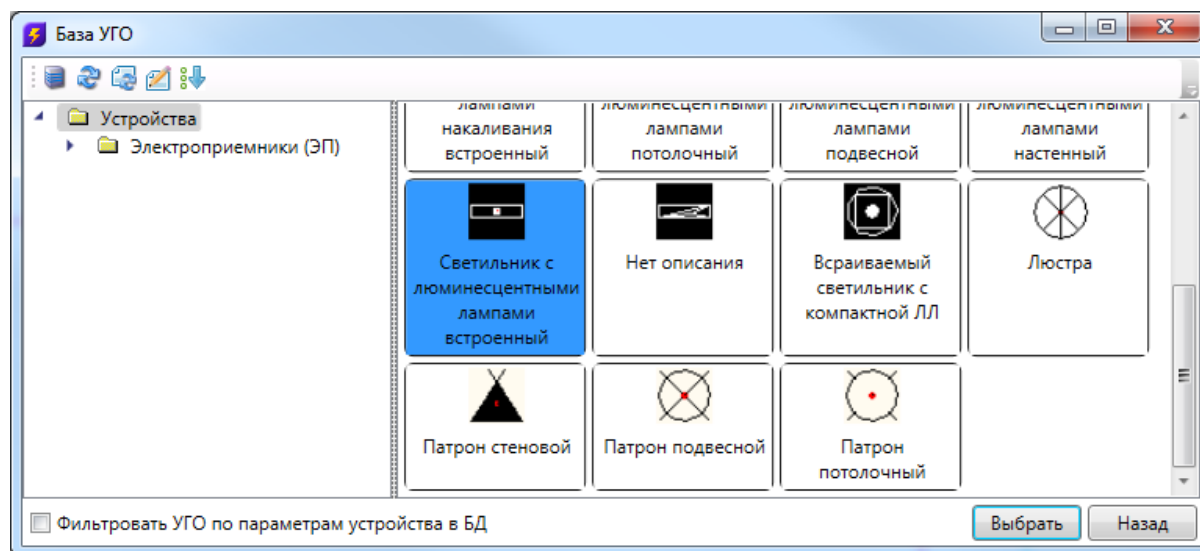 База УГО
Устройства
Электроприемники (ЭП)
лампами
накаливания
встроенный
люминесцентными
лампами
потолочный
люминесцентными
лампами
подвесной
люминесцентными
лампами
настенный
Светильник с
люминесцентными
лампами
встроенный
Нет описания
Всраиваемый
светильник с
компактной ЛЛ
Люстра
Патрон стеновой
Патрон подвесной
Патрон
потолочный
Фильтровать УГО по параметрам устройства в БД
Выбрать
Назад